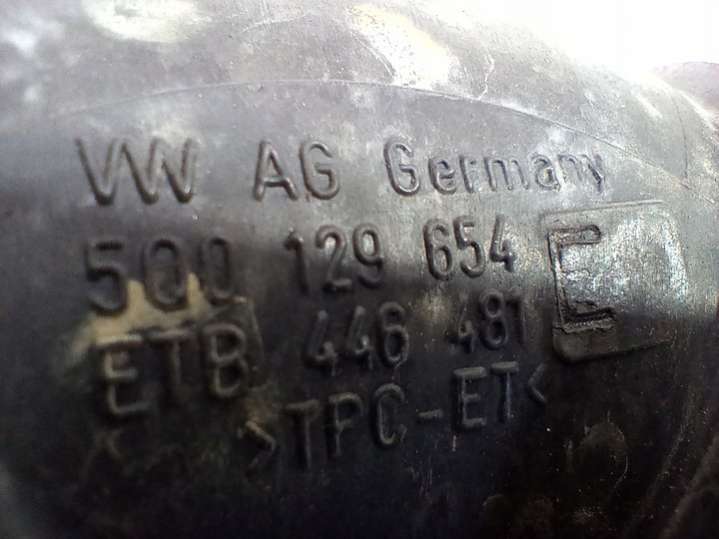 VW AG Germany
5Q0 129 654 E
ETB 446 481
>TPC-ET<